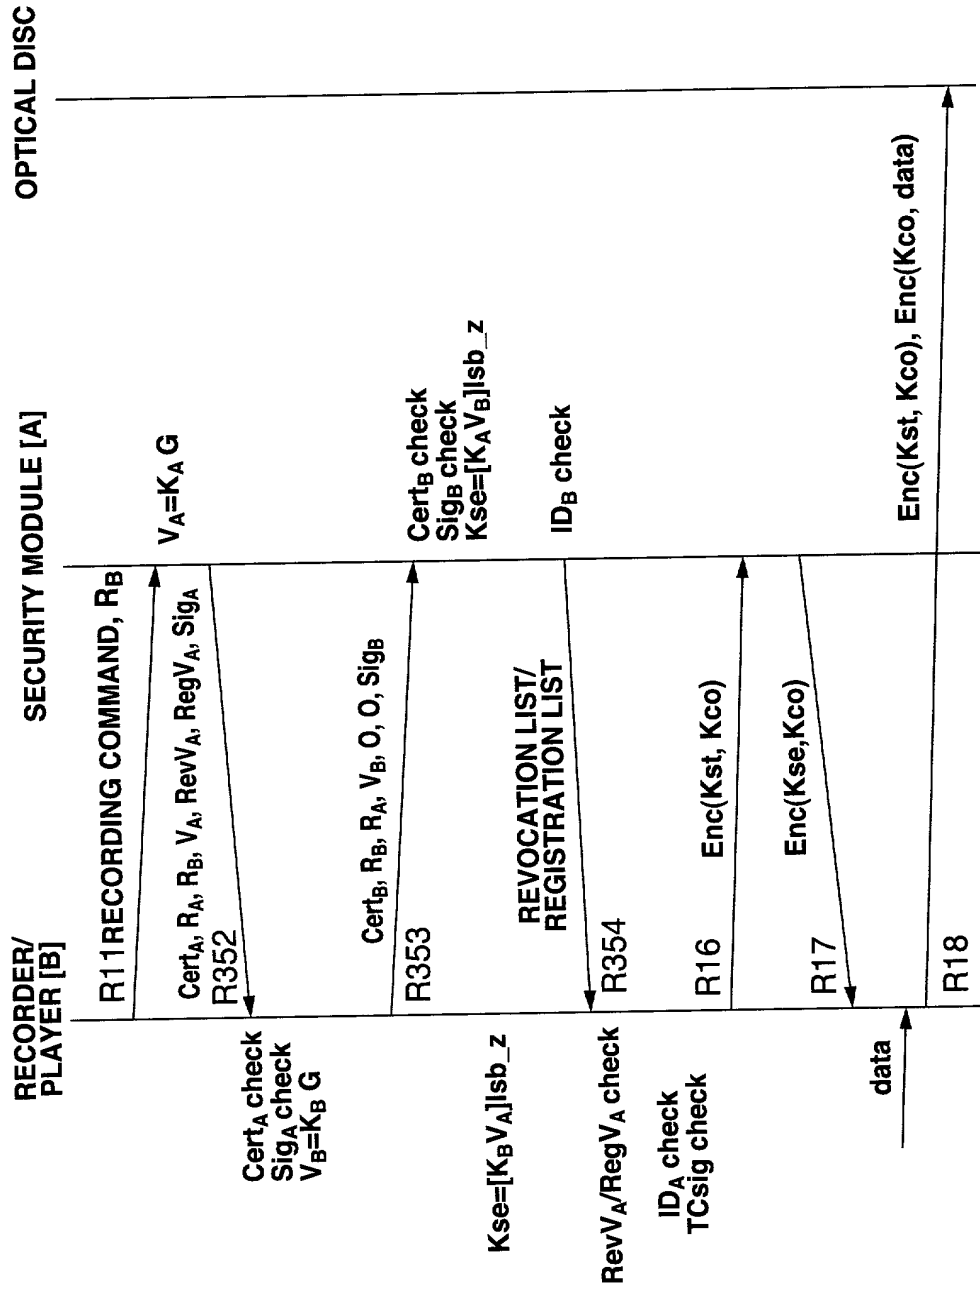 RECORDER/
PLAYER [B]
SECURITY MODULE [A]
OPTICAL DISC
R11 RECORDING COMMAND, RB
VA=KA G
CertA, RA, RB, VA, RevVA, RegVA, SigA
R352
CertA check
SigA check
VB=KB G
CertB, RB, RA, VB, O, O, SigB
R353
CertB check
SigB check
Kse=[KAVB]lsb_z
Kse=[KBVA]lsb_z
IDB check
REVOCATION LIST/
REGISTRATION LIST
R354
RevVA/RegVA check
IDA check
TCsig check
Enc(Kst, Kco)
R16
Enc(Kse,Kco)
R17
data
Enc(Kst, Kco), Enc(Kco, data)
R18